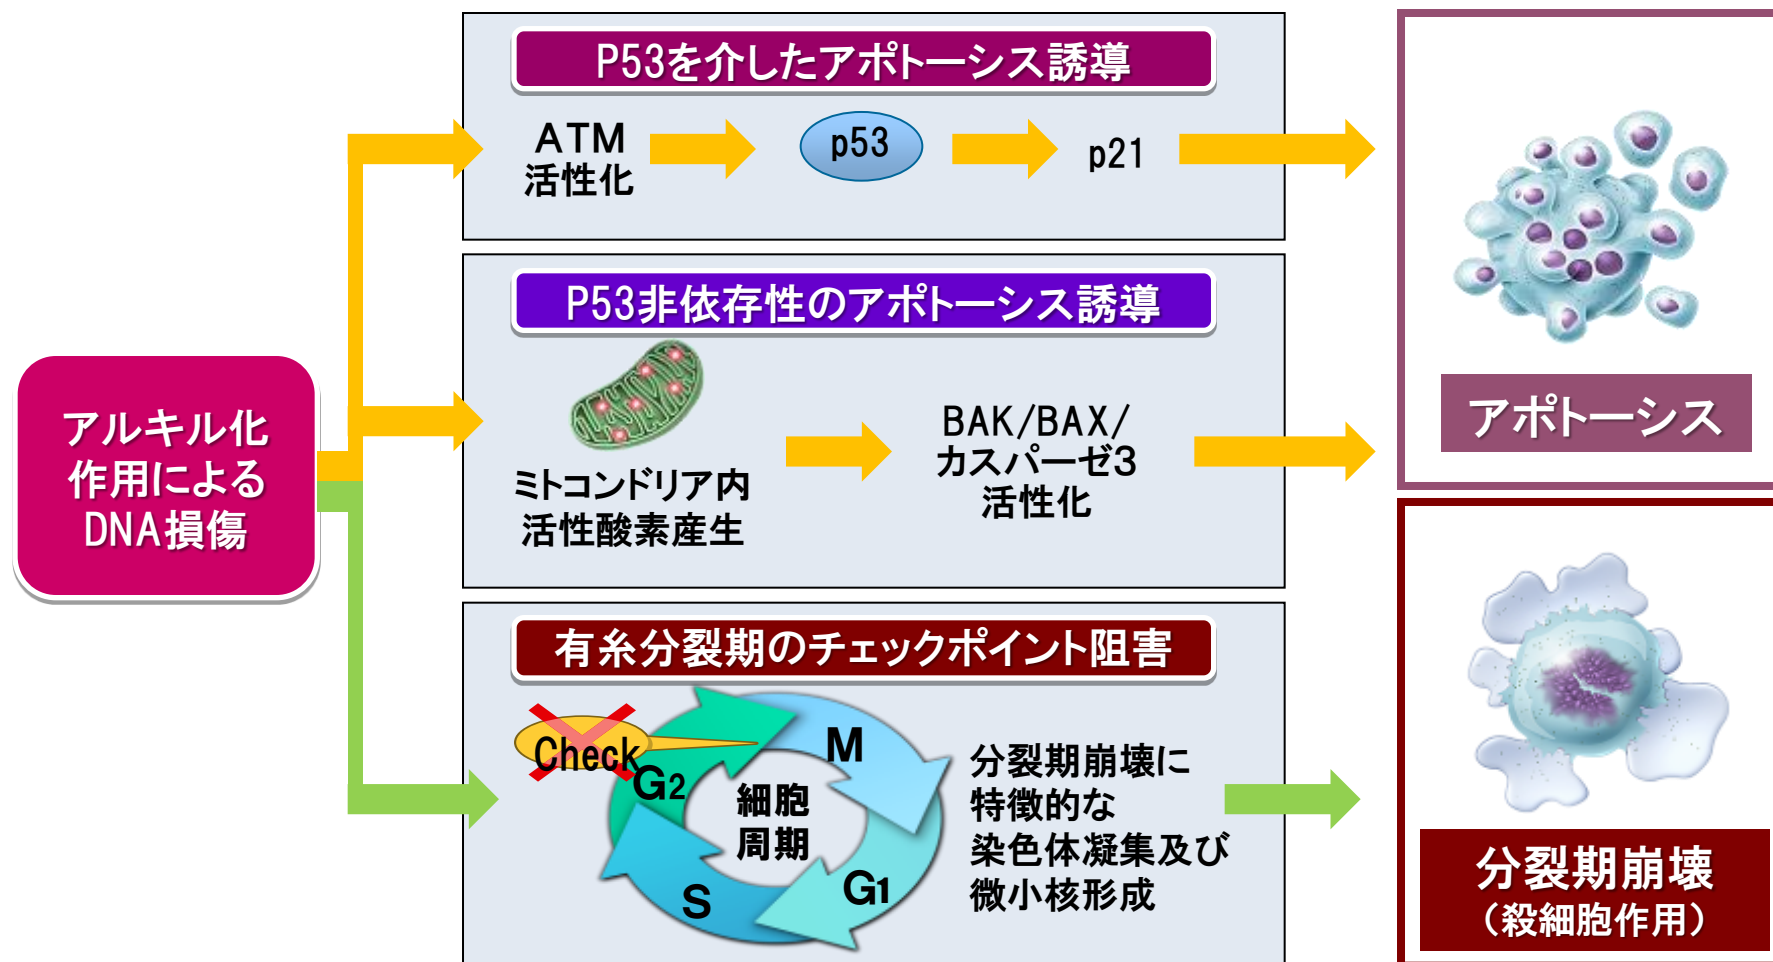 P53を介したアポトーシス誘導
ATM
活性化
p53
p21
P53非依存性のアポトーシス誘導
ミトコンドリア内
活性酸素産生
BAK/BAX/
カスパーゼ3
活性化
アポトーシス
アルキル化
作用による
DNA損傷
有糸分裂期のチェックポイント阻害
Check
G2
M
細胞
周期
S
G1
分裂期崩壊に
特徴的な
染色体凝集及び
微小核形成
分裂期崩壊
（殺細胞作用）